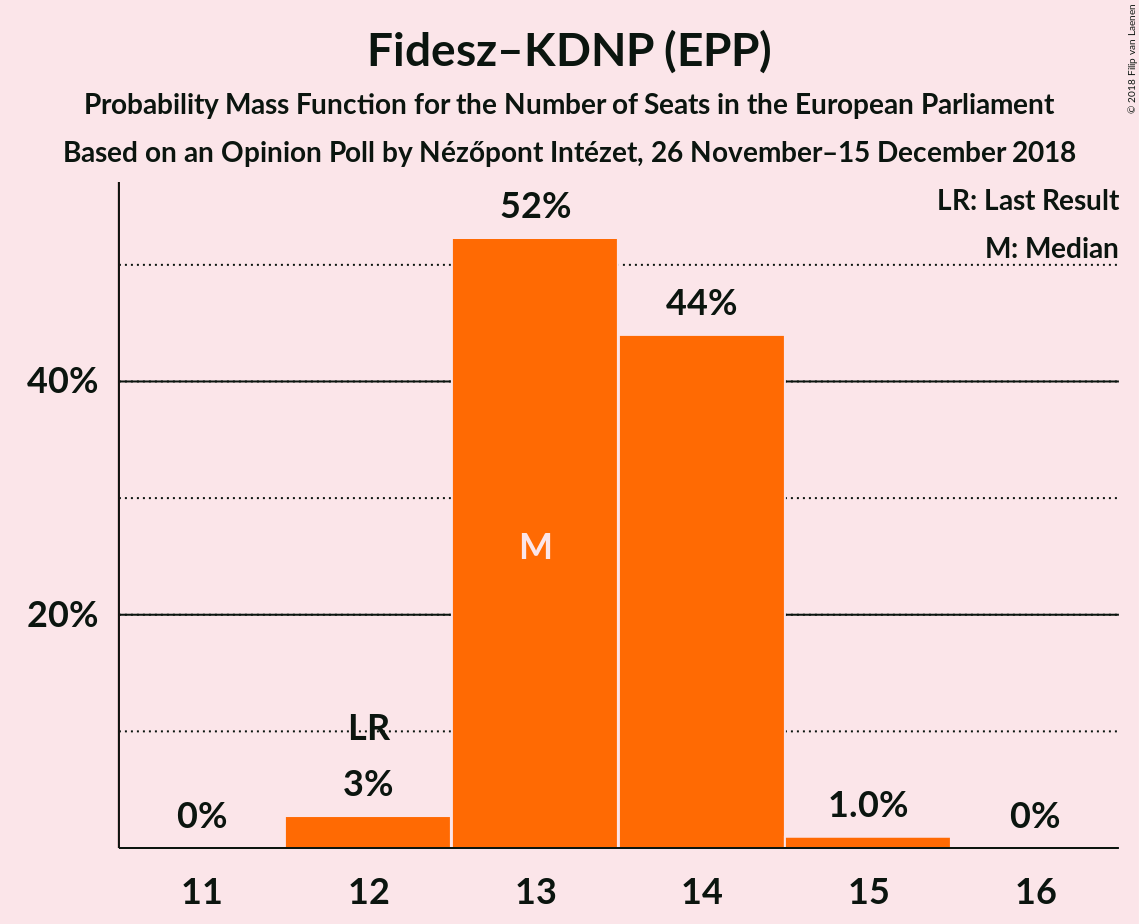 Fidesz–KDNP (EPP)
Probability Mass Function for the Number of Seats in the European Parliament
Based on an Opinion Poll by Nézőpont Intézet, 26 November–15 December 2018
© 2018 Filip van Laenen
LR: Last Result
M: Median
52%
44%
40%
M
20%
LR
3%
0%
1.0%
0%
11 12 13 14 15 16